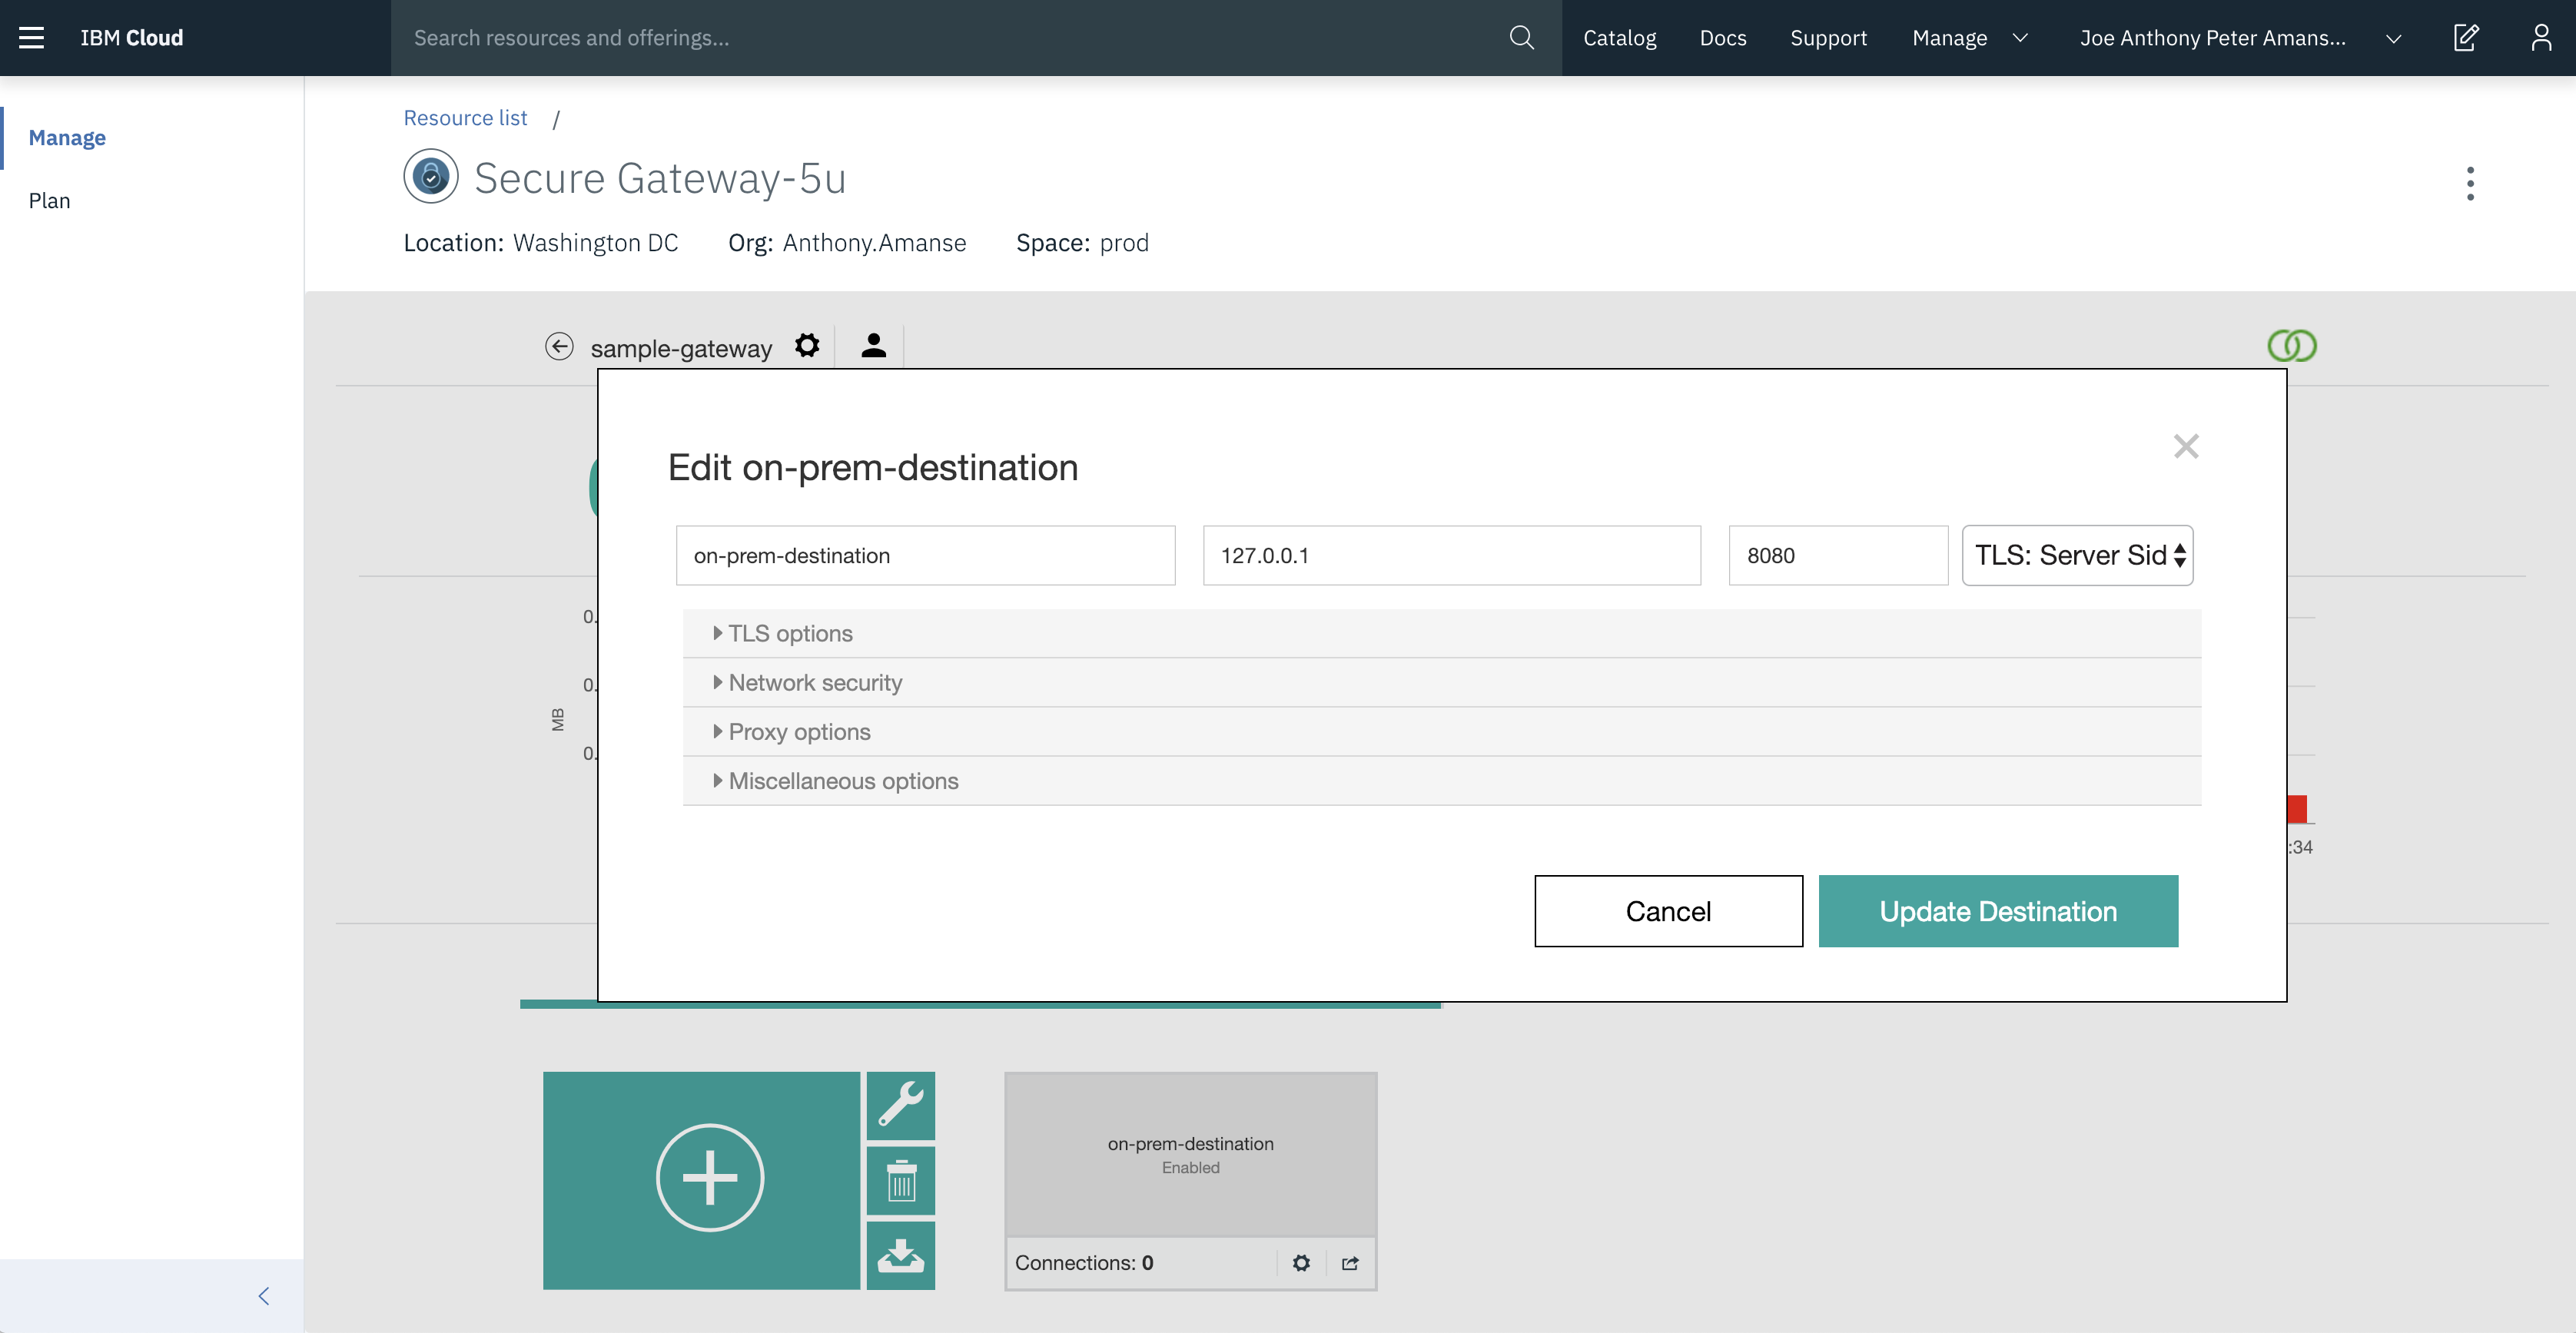 IBM Cloud
Search resources and offerings...
Catalog
Docs
Support
Manage
Joe Anthony Peter Amans...
Manage
Plan
Resource list /
Secure Gateway-5u
Location: Washington DC
Org: Anthony.Amanse
Space: prod
sample-gateway
Edit on-prem-destination
on-prem-destination
127.0.0.1
8080
TLS: Server Sid
TLS options
Network security
Proxy options
Miscellaneous options
0.
0.
0.
MB
:34
Cancel
Update Destination
on-prem-destination
Enabled
Connections: 0